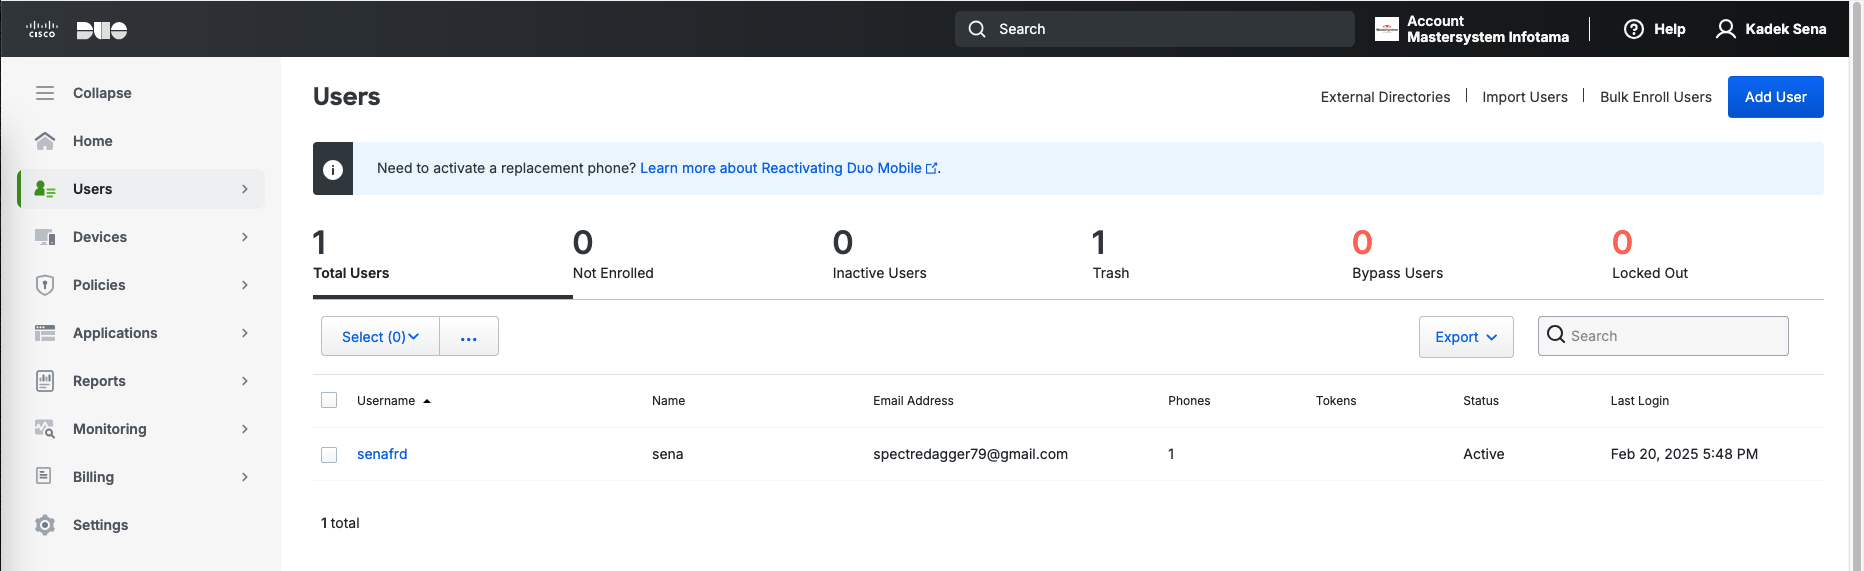 CISCO DUO
Search
Account
Mastersystem Infotama
Help
Kadek Sena
Collapse
Home
Users
Devices
Policies
Applications
Reports
Monitoring
Billing
Settings
Users
External Directories | Import Users | Bulk Enroll Users Add User
Need to activate a replacement phone? Learn more about Reactivating Duo Mobile.
1 0 0 1 0 0
Total Users Not Enrolled Inactive Users Trash Bypass Users Locked Out
Select (0) ... Export Search
Username Name Email Address Phones Tokens Status Last Login
senafrd sena spectredagger79@gmail.com 1 Active Feb 20, 2025 5:48 PM
1 total